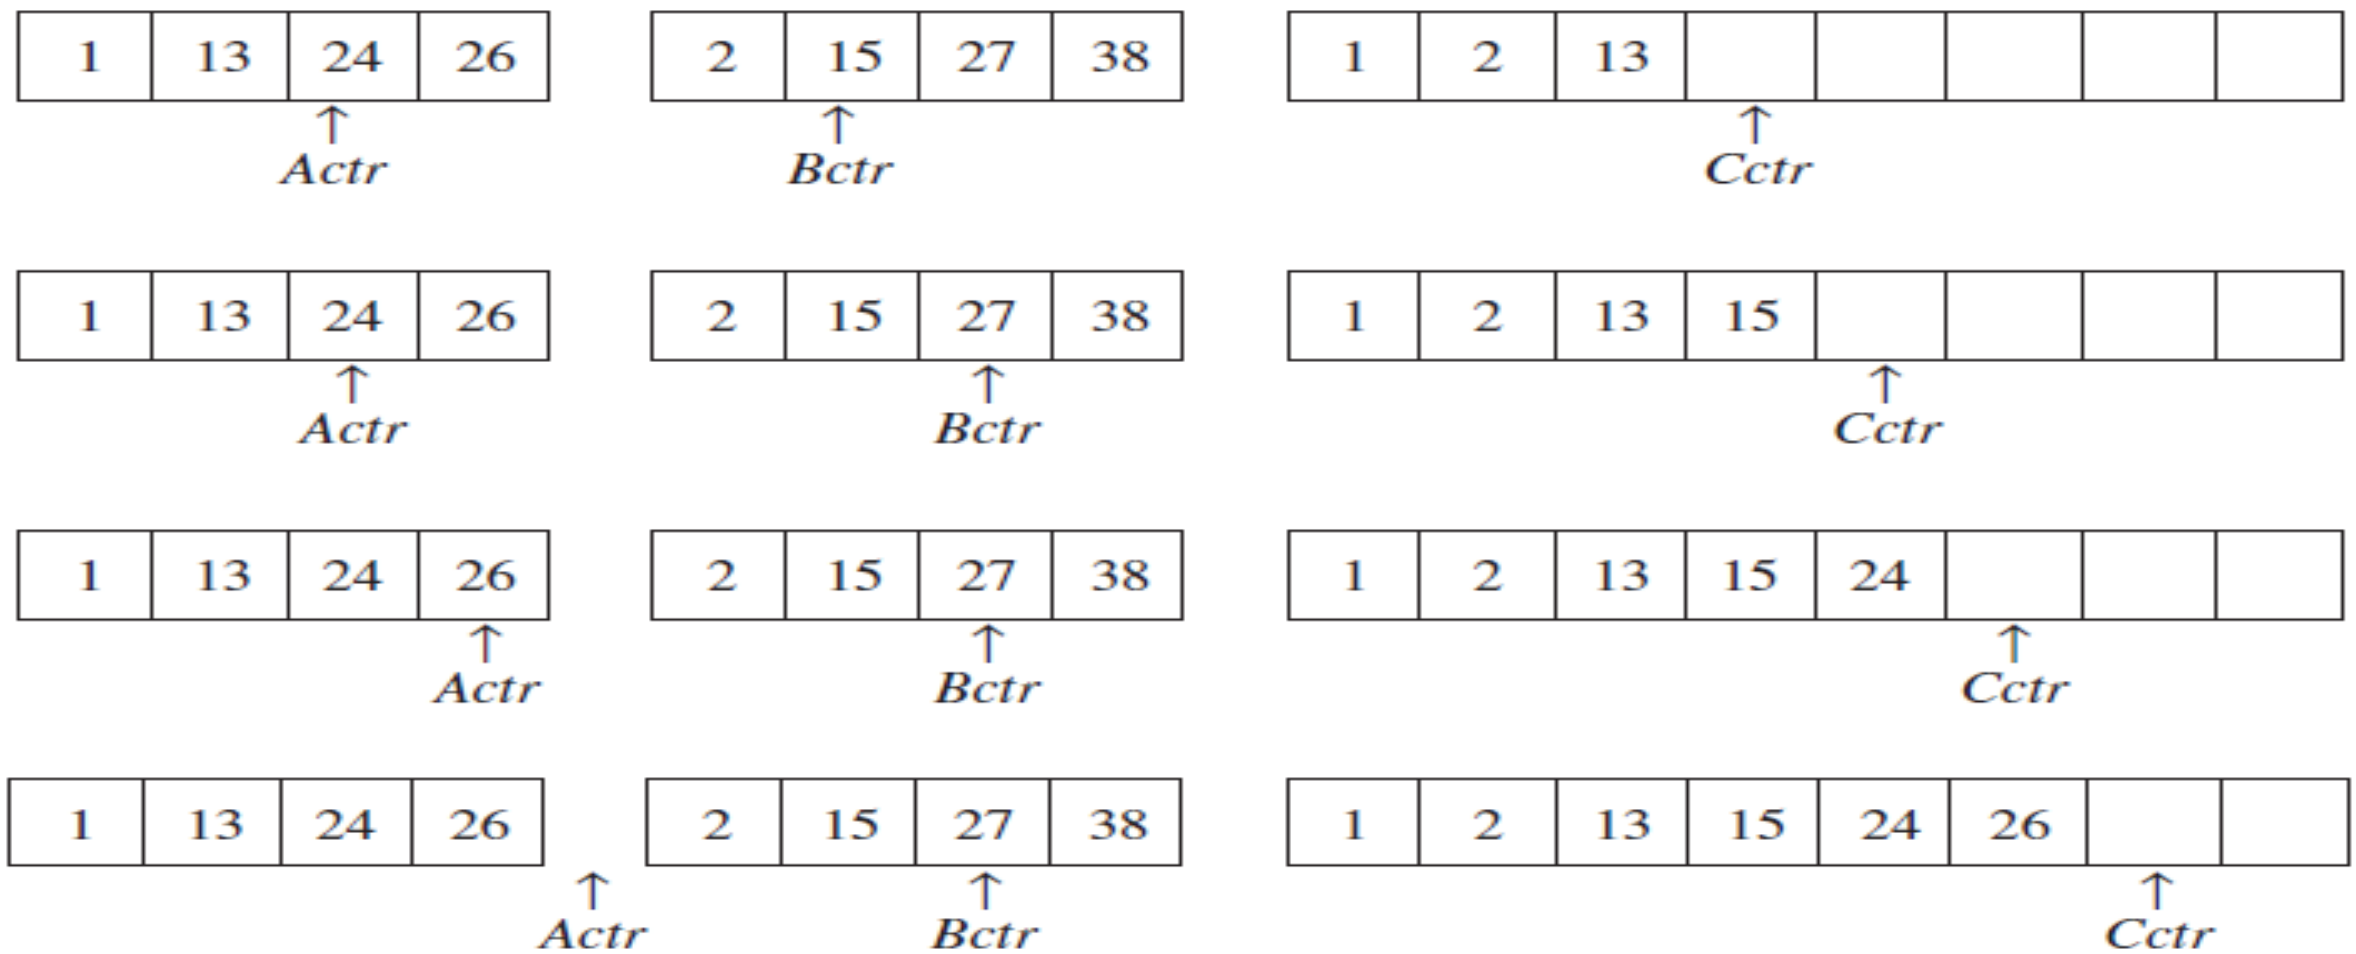 1 13 24 26 2 15 27 38 1 2 13
↑ ↑ ↑
Actr Bctr Cctr
1 13 24 26 2 15 27 38 1 2 13 15
↑ ↑ ↑
Actr Bctr Cctr
1 13 24 26 2 15 27 38 1 2 13 15 24
↑ ↑ ↑
Actr Bctr Cctr
1 13 24 26 2 15 27 38 1 2 13 15 24 26
↑ ↑ ↑
Actr Bctr Cctr